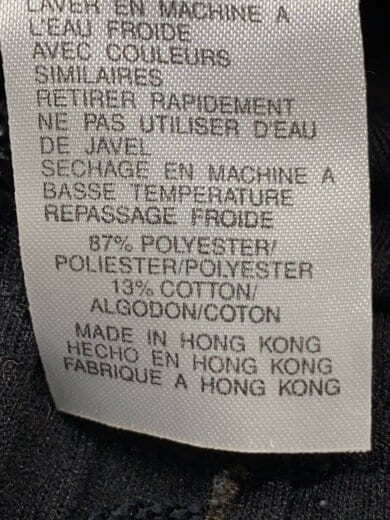 LAVER EN MACHINE A
L'EAU FROIDE
AVEC COULEURS
SIMILAIRES
RETIRER RAPIDEMENT
NE PAS UTILISER D'EAU
DE JAVEL
SECHAGE EN MACHINE A
BASSE TEMPERATURE
REPASSAGE FROIDE
87% POLYESTER/
POLIESTER/POLYESTER
13% COTTON/
ALGODON/COTON
MADE IN HONG KONG
HECHO EN HONG KONG
FABRIQUE A HONG KONG